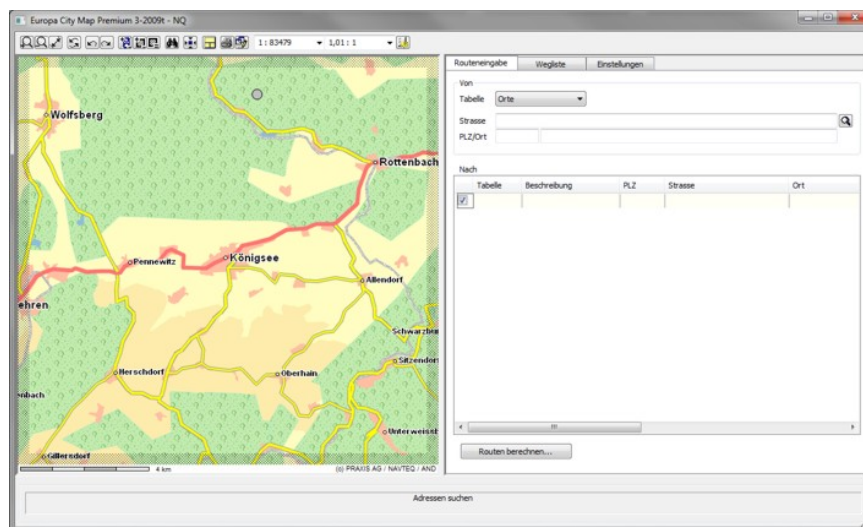 Europa City Map Premium 3-2009t - NQ
1 : 83479
1,01 : 1
Wolfsberg
Rottenbach
Pennewitz
Königsee
Allendorf
ehren
Schwarzbu
Sitzendor
Herschdorf
Oberhain
enbach
Unterweissb
Gillersdorf
4 km
(c) PRAXIS AG / NAVTEQ / AND
Routeneingabe
Wegliste
Einstellungen
Von
Tabelle
Orte
Strasse
PLZ/Ort
Nach
Tabelle Beschreibung PLZ Strasse Ort
Routen berechnen...
Adressen suchen